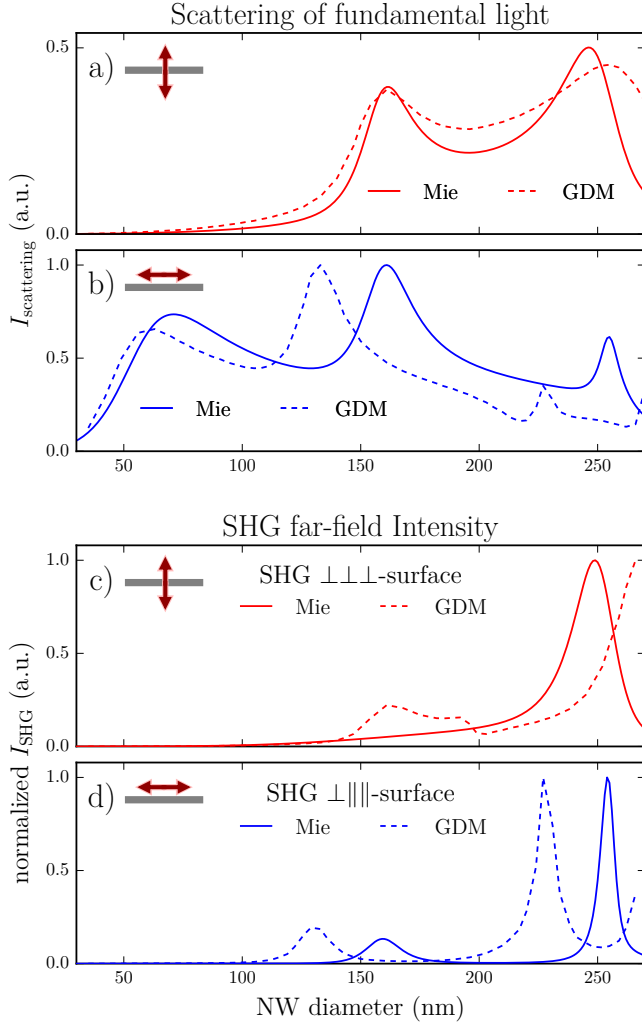 Scattering of fundamental light
a)
0.5
0.0
Mie GDM
I_scattering (a.u.)
b)
1.0
0.5
0.0
Mie GDM
50 100 150 200 250
SHG far-field Intensity
c)
SHG ⊥⊥⊥-surface
Mie GDM
1.0
0.5
0.0
normalized I_SHG (a.u.)
d)
SHG ⊥∥∥-surface
Mie GDM
1.0
0.5
0.0
50 100 150 200 250
NW diameter (nm)